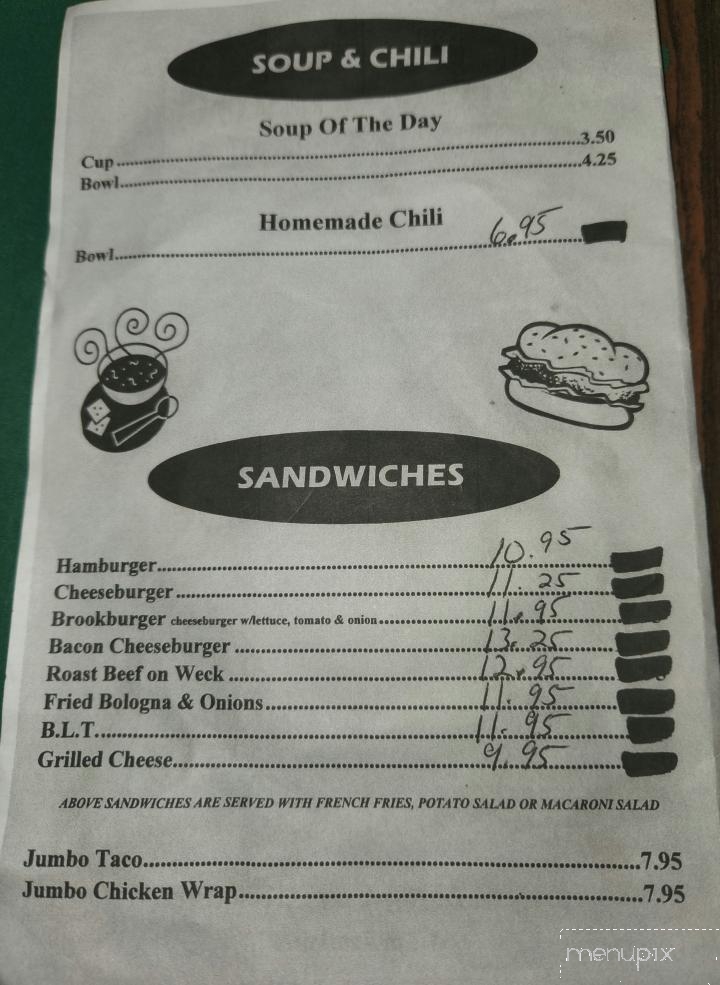 SOUP & CHILI
Soup Of The Day
Cup 3.50
Bowl 4.25
Homemade Chili
Bowl 6.95
SANDWICHES
Hamburger 10.95
Cheeseburger 11.25
Brookburger cheeseburger w/lettuce, tomato & onion 11.95
Bacon Cheeseburger 13.25
Roast Beef on Weck 12.95
Fried Bologna & Onions 11.95
B.L.T. 11.95
Grilled Cheese 9.95
ABOVE SANDWICHES ARE SERVED WITH FRENCH FRIES, POTATO SALAD OR MACARONI SALAD
Jumbo Taco 7.95
Jumbo Chicken Wrap 7.95
menupix